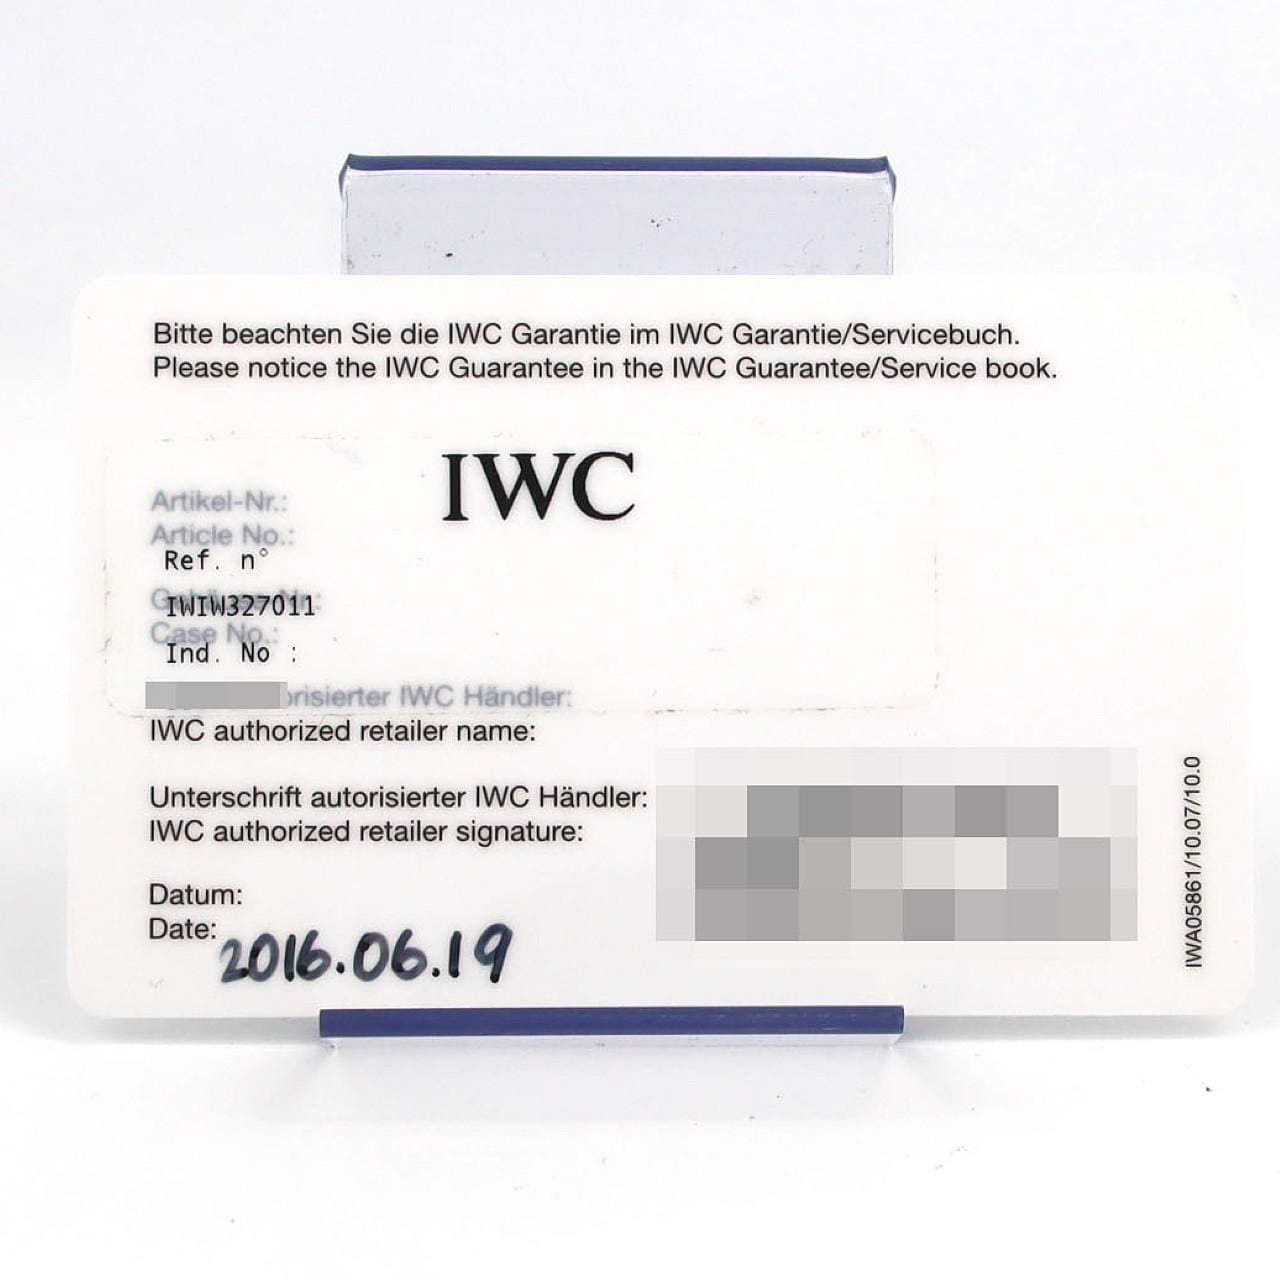 Bitte beachten Sie die IWC Garantie im IWC Garantie/Servicebuch.
Please notice the IWC Guarantee in the IWC Guarantee/Service book.
IWC
Artikel-Nr.:
Article No.:
Ref. n°
IWIW327011
Case No.:
Ind. No :
risierter IWC Händler:
IWC authorized retailer name:
Unterschrift autorisierter IWC Händler:
IWC authorized retailer signature:
Datum:
Date: 2016.06.19
IWA05861/10.07/10.0